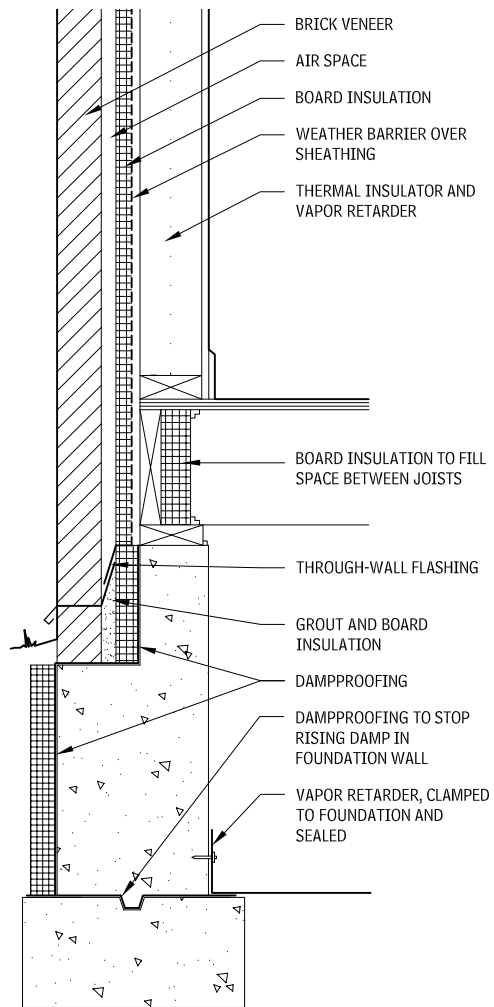 BRICK VENEER
AIR SPACE
BOARD INSULATION
WEATHER BARRIER OVER
SHEATHING
THERMAL INSULATOR AND
VAPOR RETARDER
BOARD INSULATION TO FILL
SPACE BETWEEN JOISTS
THROUGH-WALL FLASHING
GROUT AND BOARD
INSULATION
DAMPPROOFING
DAMPPROOFING TO STOP
RISING DAMP IN
FOUNDATION WALL
VAPOR RETARDER, CLAMPED
TO FOUNDATION AND
SEALED